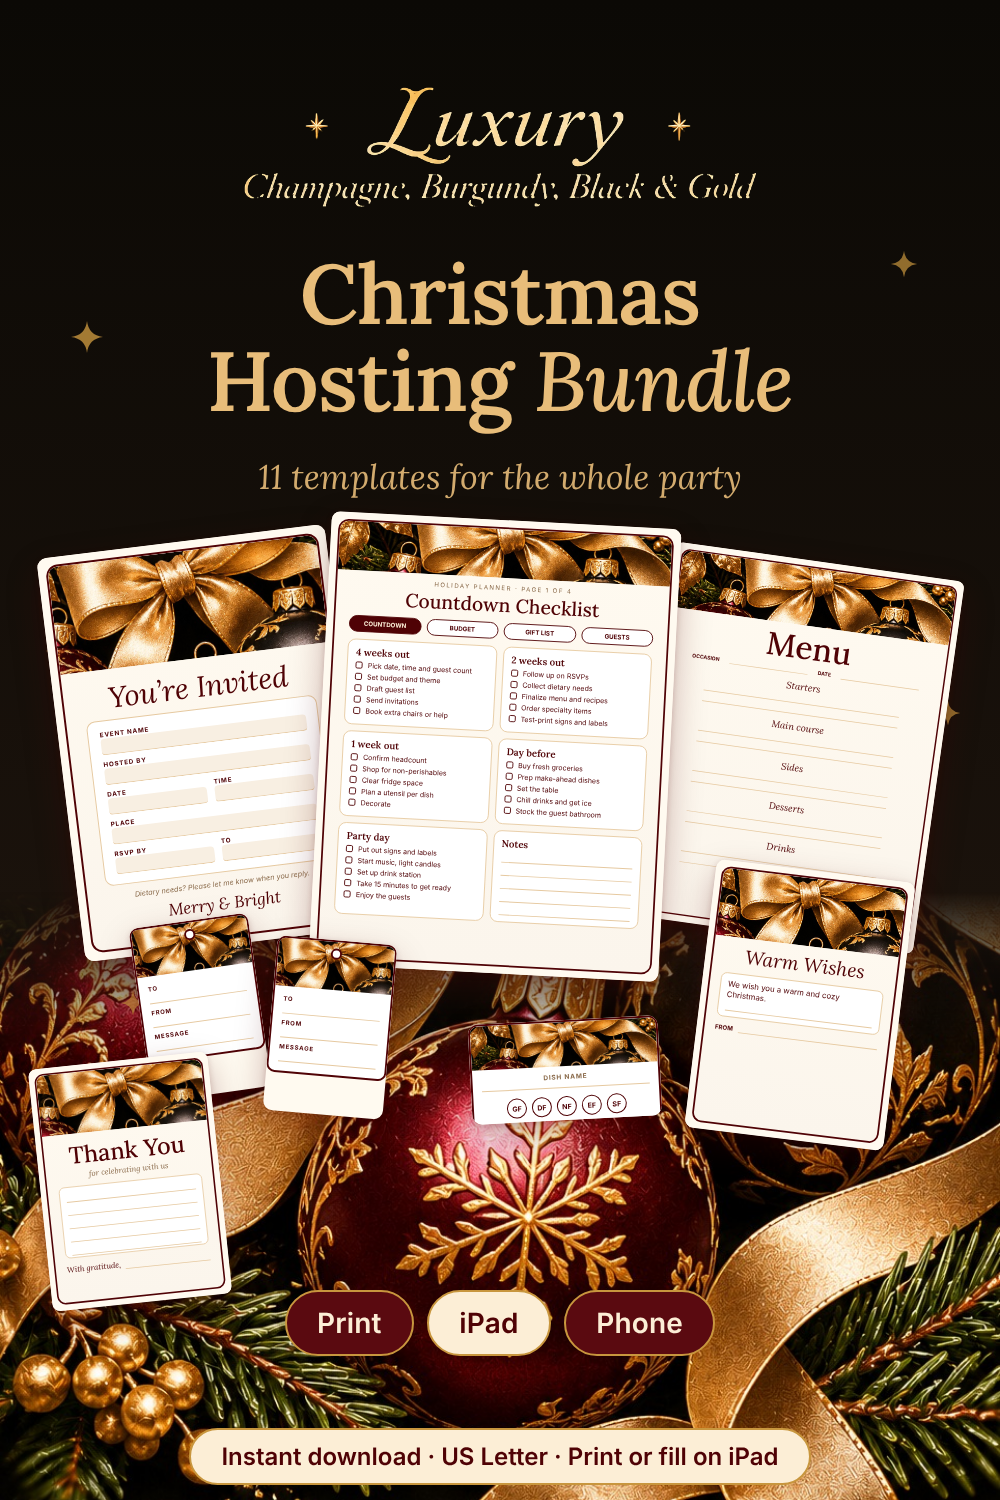 Luxury
Champagne, Burgundy, Black & Gold
Christmas
Hosting Bundle
11 templates for the whole party
You're Invited
EVENT NAME
HOSTED BY
DATE
TIME
PLACE
RSVP BY
TO
Dietary needs? Please let me know when you reply.
Merry & Bright
HOLIDAY PLANNER · PAGE 1 OF 4
Countdown Checklist
COUNTDOWN
BUDGET
GIFT LIST
GUESTS
4 weeks out
Pick date, time and guest count
Set budget and theme
Draft guest list
Send invitations
Book extra chairs or help
2 weeks out
Follow up on RSVPs
Collect dietary needs
Finalize menu and recipes
Order specialty items
Test-print signs and labels
1 week out
Confirm headcount
Shop for non-perishables
Clear fridge space
Plan a utensil per dish
Decorate
Day before
Buy fresh groceries
Prep make-ahead dishes
Set the table
Chill drinks and get ice
Stock the guest bathroom
Party day
Put out signs and labels
Start music, light candles
Set up drink station
Take 15 minutes to get ready
Enjoy the guests
Notes
Menu
OCCASION
DATE
Starters
Main course
Sides
Desserts
Drinks
TO
FROM
MESSAGE
TO
FROM
MESSAGE
DISH NAME
GF DF NF EF SF
Warm Wishes
We wish you a warm and cozy
Christmas.
FROM
Thank You
for celebrating with us
With gratitude,
Print
iPad
Phone
Instant download · US Letter · Print or fill on iPad